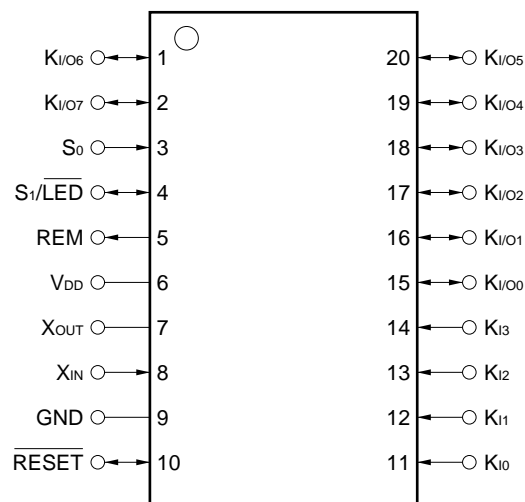 KI/O6 1 20 KI/O5
KI/O7 2 19 KI/O4
S0 3 18 KI/O3
S1/LED 4 17 KI/O2
REM 5 16 KI/O1
VDD 6 15 KI/O0
XOUT 7 14 KI3
XIN 8 13 KI2
GND 9 12 KI1
RESET 10 11 KI0